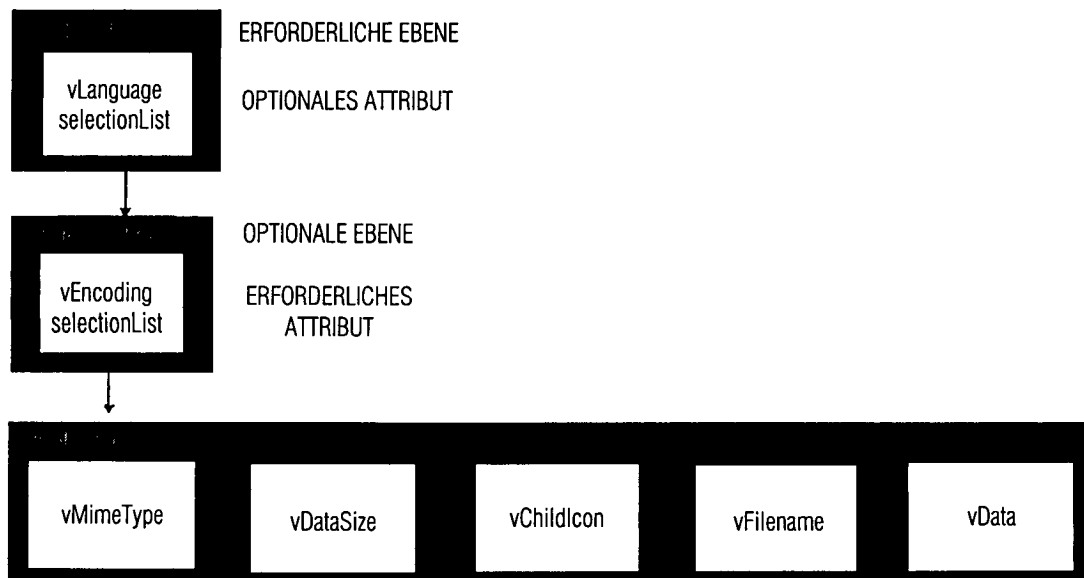 ERFORDERLICHE EBENE
vLanguage
selectionList
OPTIONALES ATTRIBUT
OPTIONALE EBENE
vEncoding
selectionList
ERFORDERLICHES
ATTRIBUT
vMimeType
vDataSize
vChildIcon
vFilename
vData